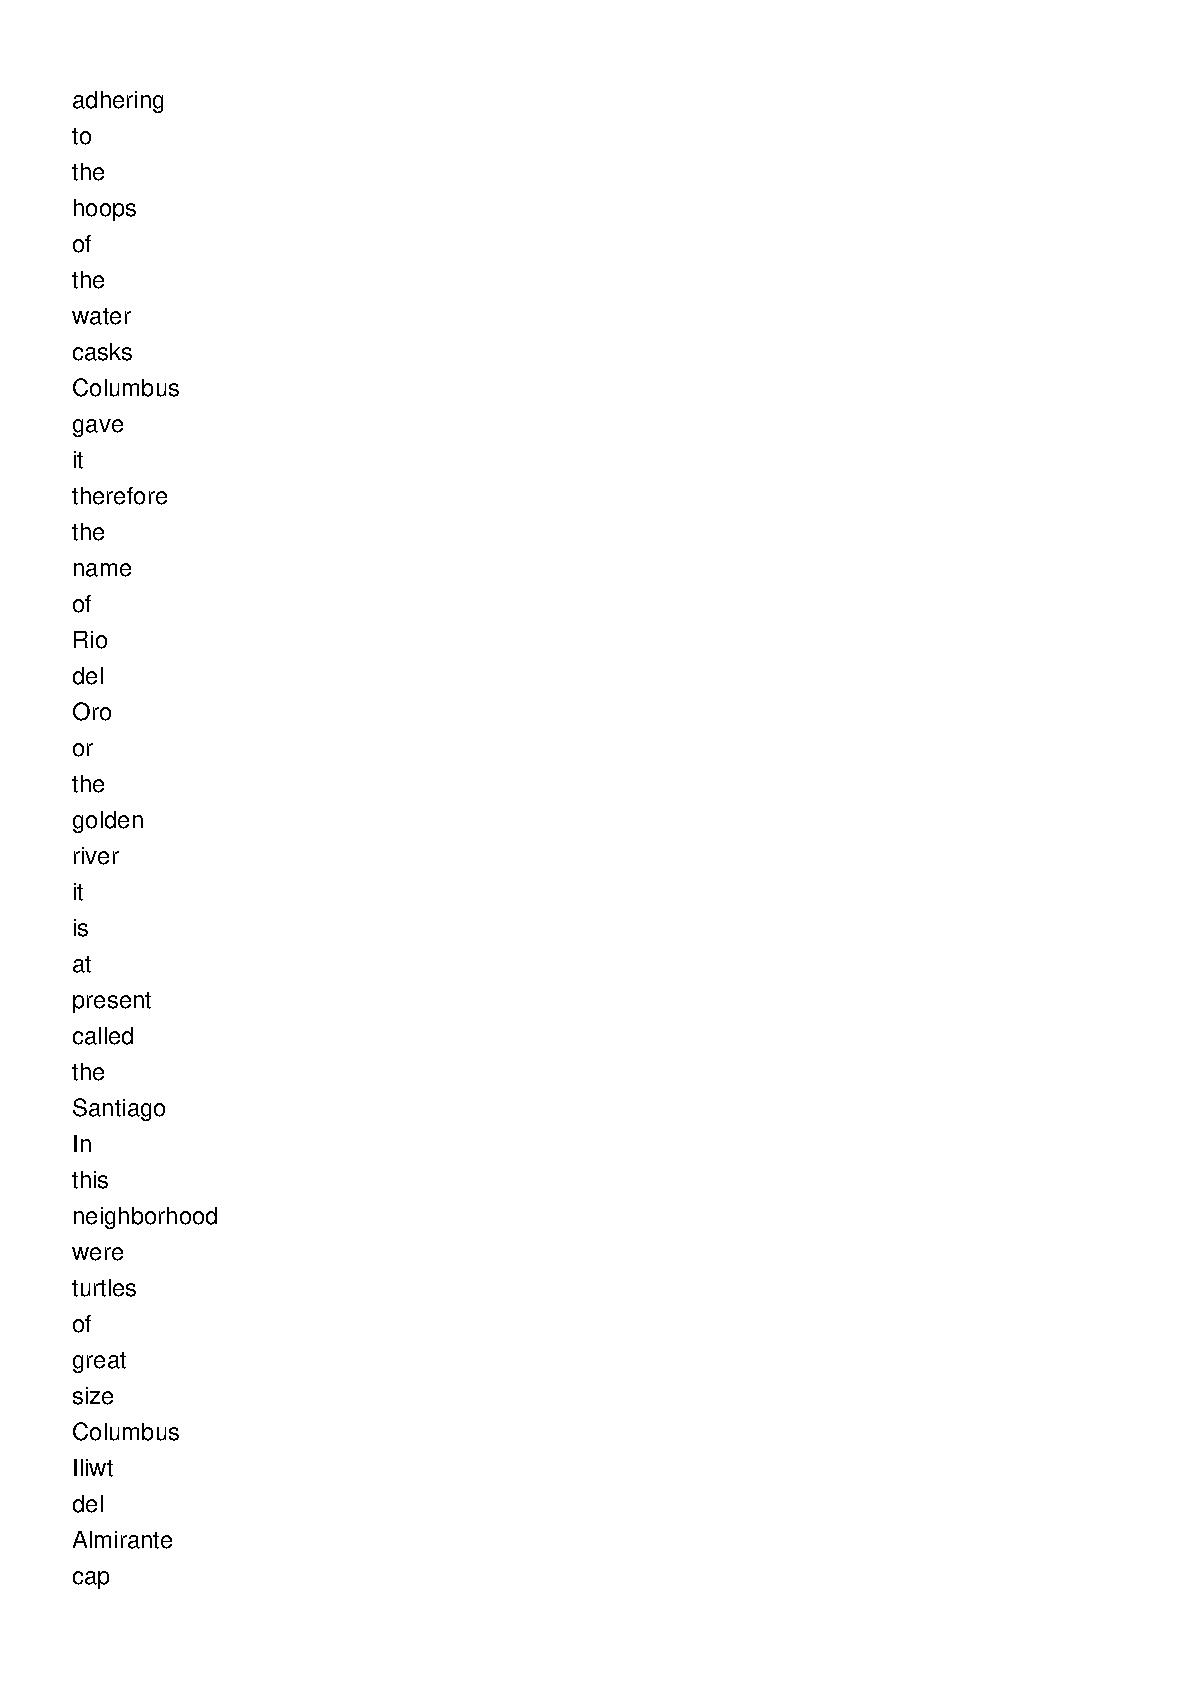 adhering
to
the
hoops
of
the
water
casks
Columbus
gave
it
therefore
the
name
of
Rio
del
Oro
or
the
golden
river
it
is
at
present
called
the
Santiago
In
this
neighborhood
were
turtles
of
great
size
Columbus
Iliwt
del
Almirante
cap